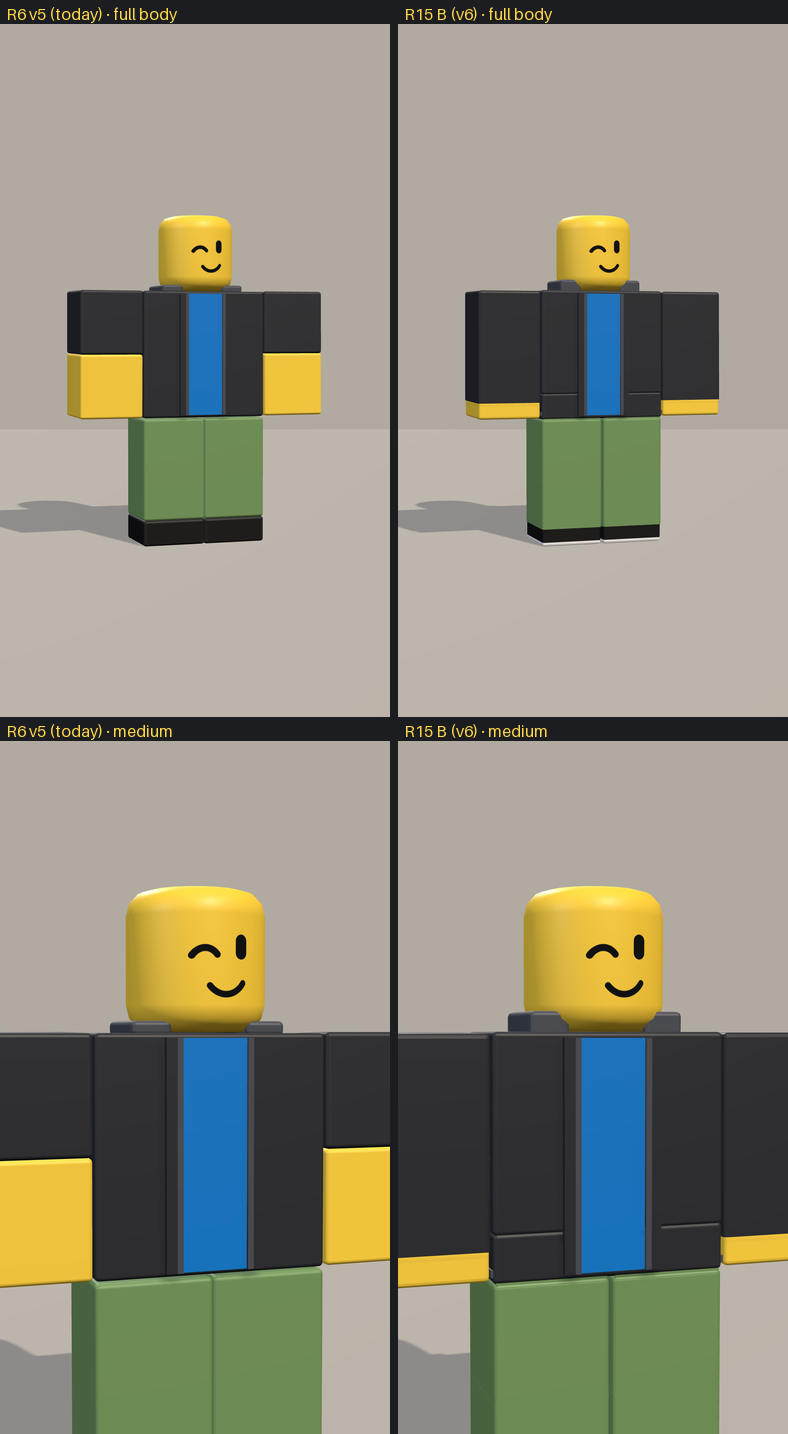 R6 v5 (today) · full body
R15 B (v6) · full body
R6 v5 (today) · medium
R15 B (v6) · medium